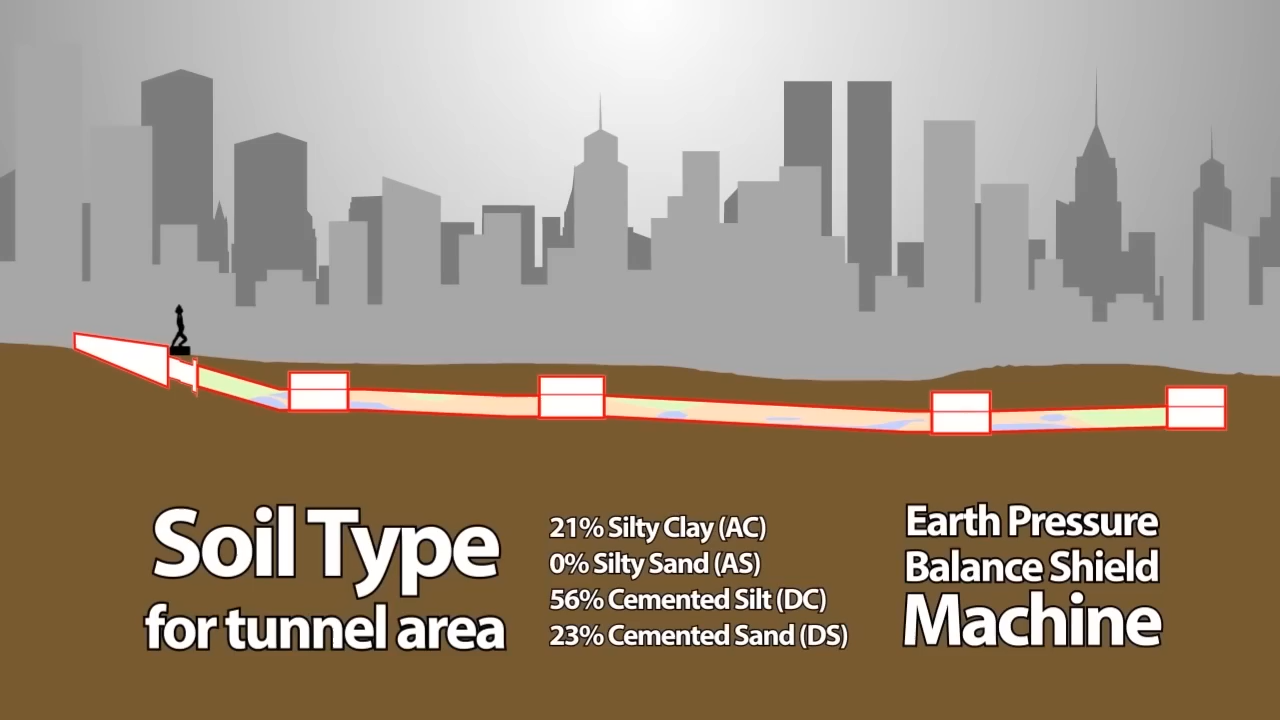 Soil Type
for tunnel area
21% Silty Clay (AC)
0% Silty Sand (AS)
56% Cemented Silt (DC)
23% Cemented Sand (DS)
Earth Pressure
Balance Shield
Machine